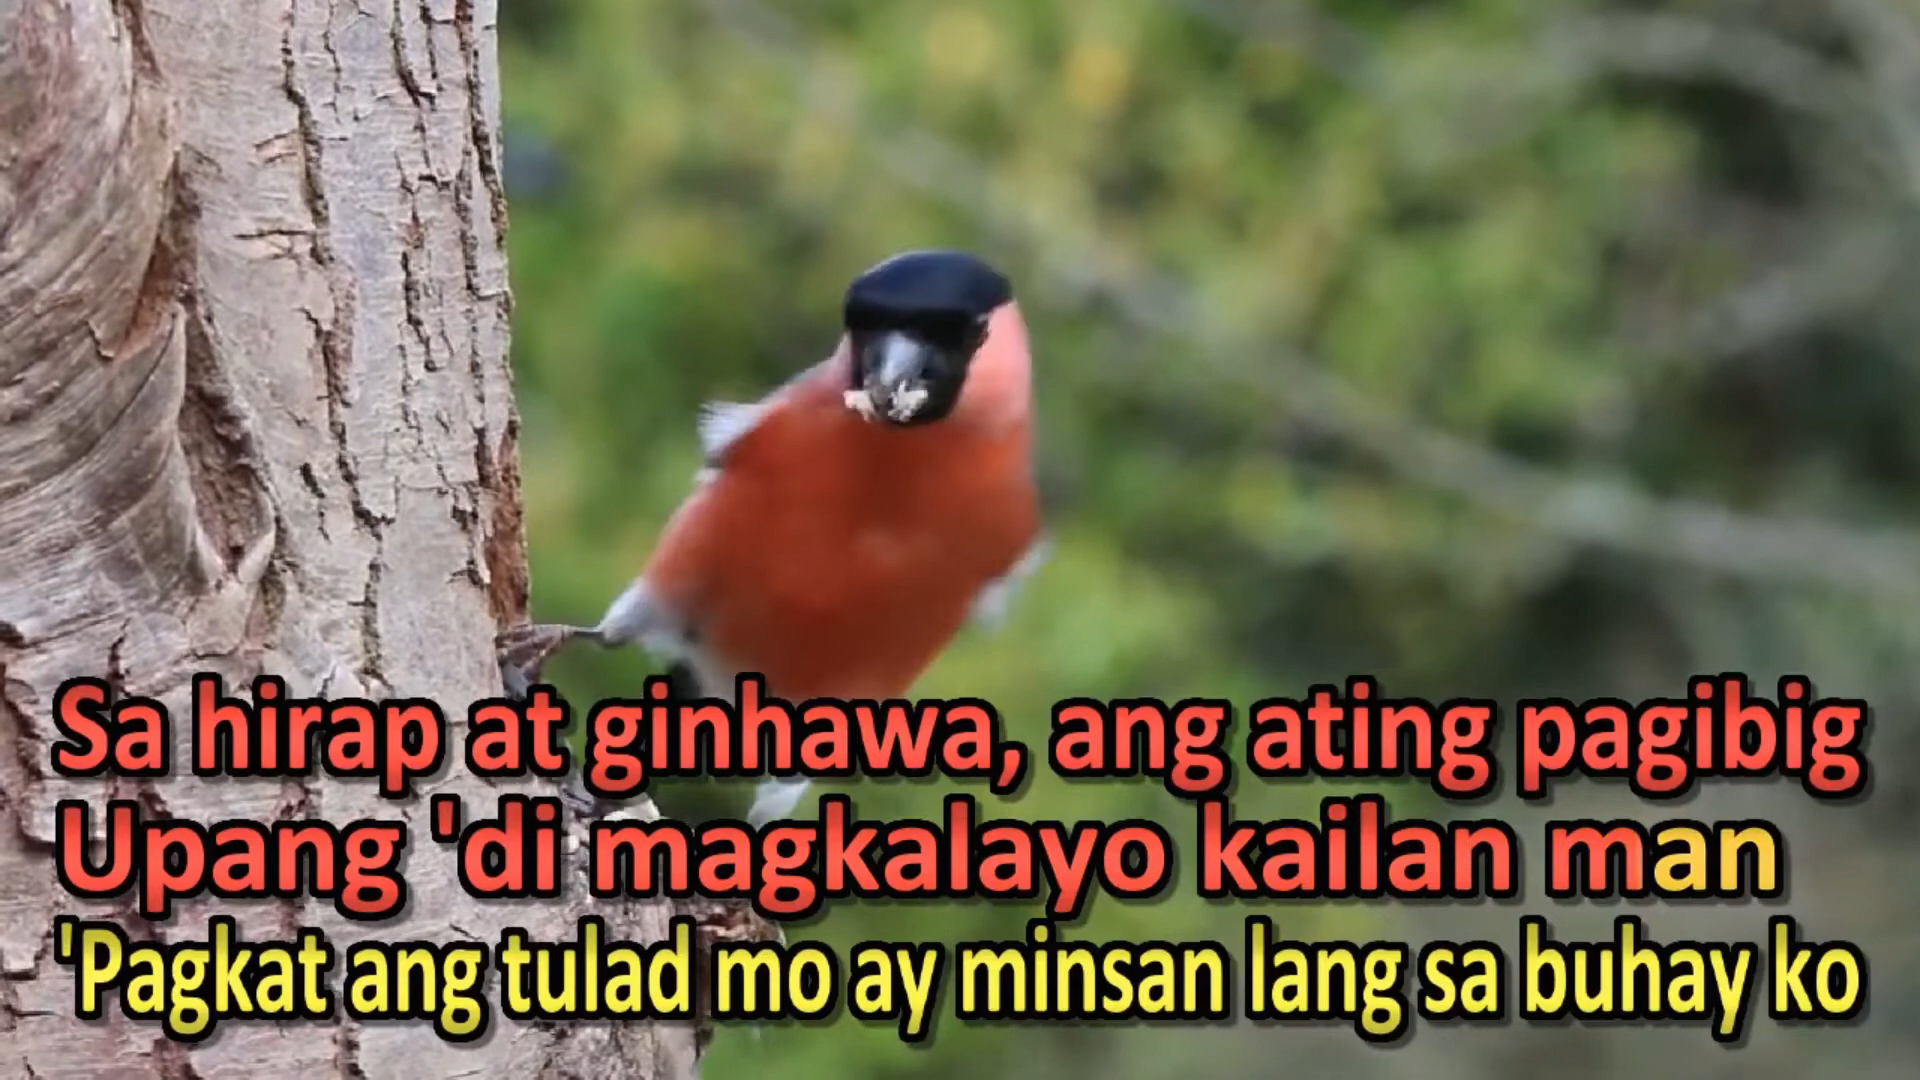 Sa hirap at ginhawa, ang ating pagibig
Upang 'di magkalayo kailan man
'Pagkat ang tulad mo ay minsan lang sa buhay ko